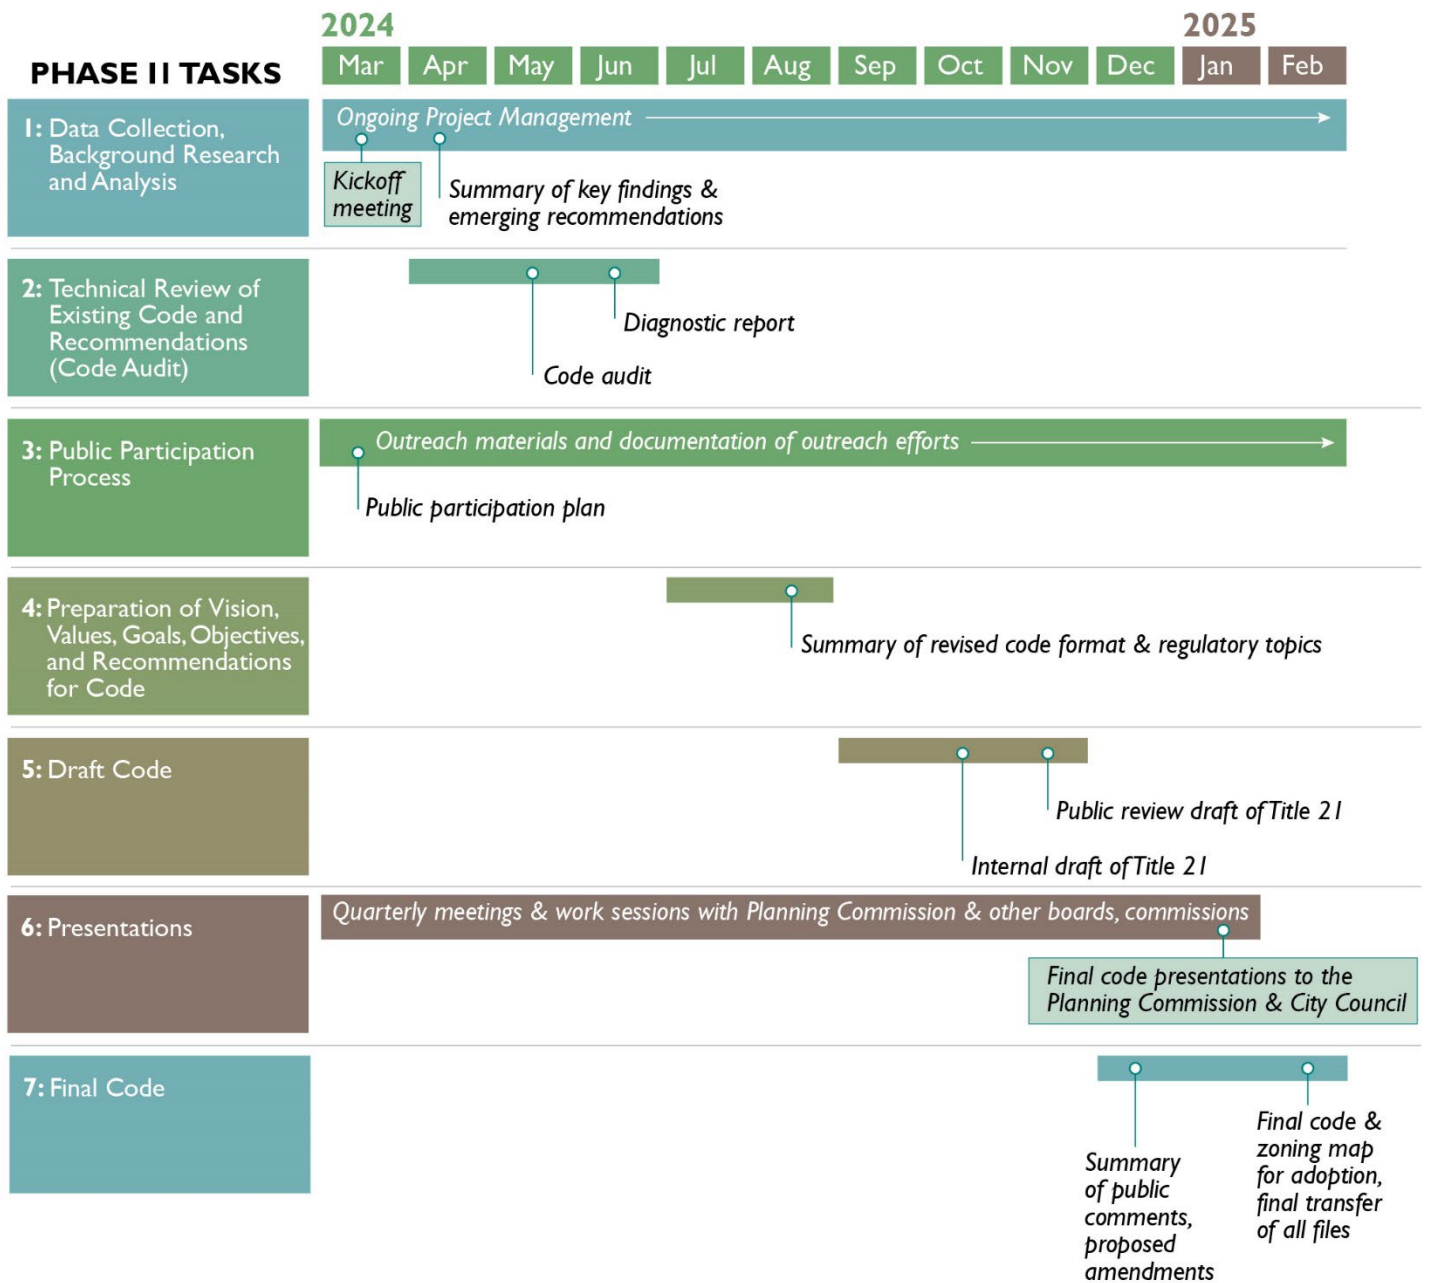 2024
2025
PHASE II TASKS
Mar
Apr
May
Jun
Jul
Aug
Sep
Oct
Nov
Dec
Jan
Feb
1: Data Collection,
Background Research
and Analysis
Ongoing Project Management
Kickoff
meeting
Summary of key findings &
emerging recommendations
2: Technical Review of
Existing Code and
Recommendations
(Code Audit)
Diagnostic report
Code audit
3: Public Participation
Process
Outreach materials and documentation of outreach efforts
Public participation plan
4: Preparation of Vision,
Values, Goals, Objectives,
and Recommendations
for Code
Summary of revised code format & regulatory topics
5: Draft Code
Public review draft of Title 21
Internal draft of Title 21
6: Presentations
Quarterly meetings & work sessions with Planning Commission & other boards, commissions
Final code presentations to the
Planning Commission & City Council
7: Final Code
Summary
of public
comments,
proposed
amendments
Final code &
zoning map
for adoption,
final transfer
of all files